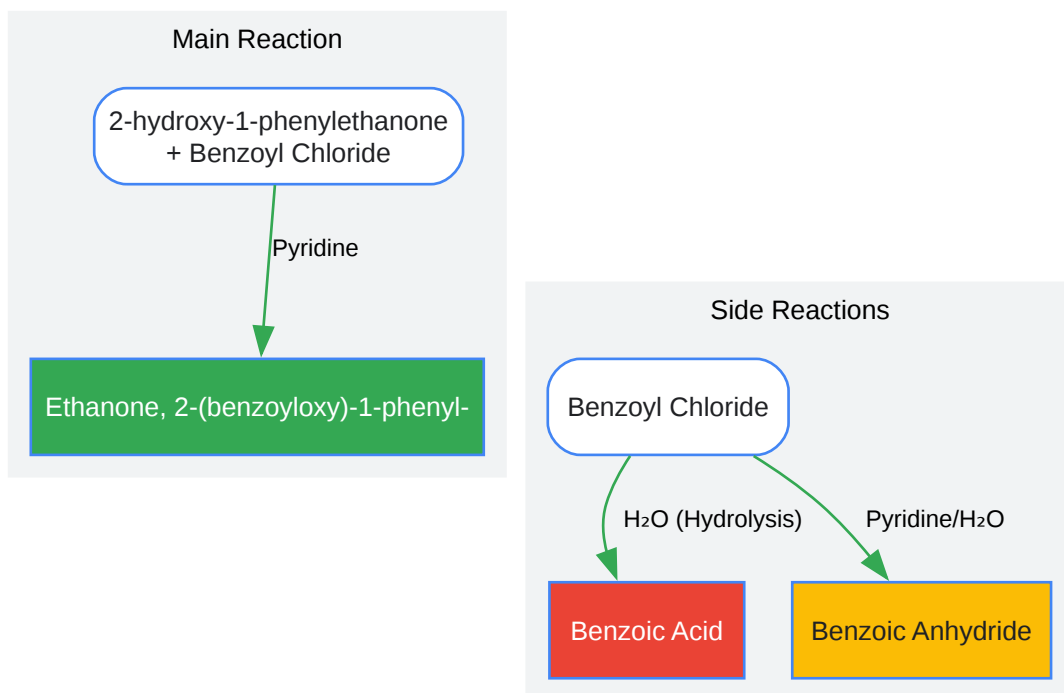 Main Reaction
2-hydroxy-1-phenylethanone
+ Benzoyl Chloride
Pyridine
Ethanone, 2-(benzoyloxy)-1-phenyl-
Side Reactions
Benzoyl Chloride
H₂O (Hydrolysis)
Pyridine/H₂O
Benzoic Acid
Benzoic Anhydride